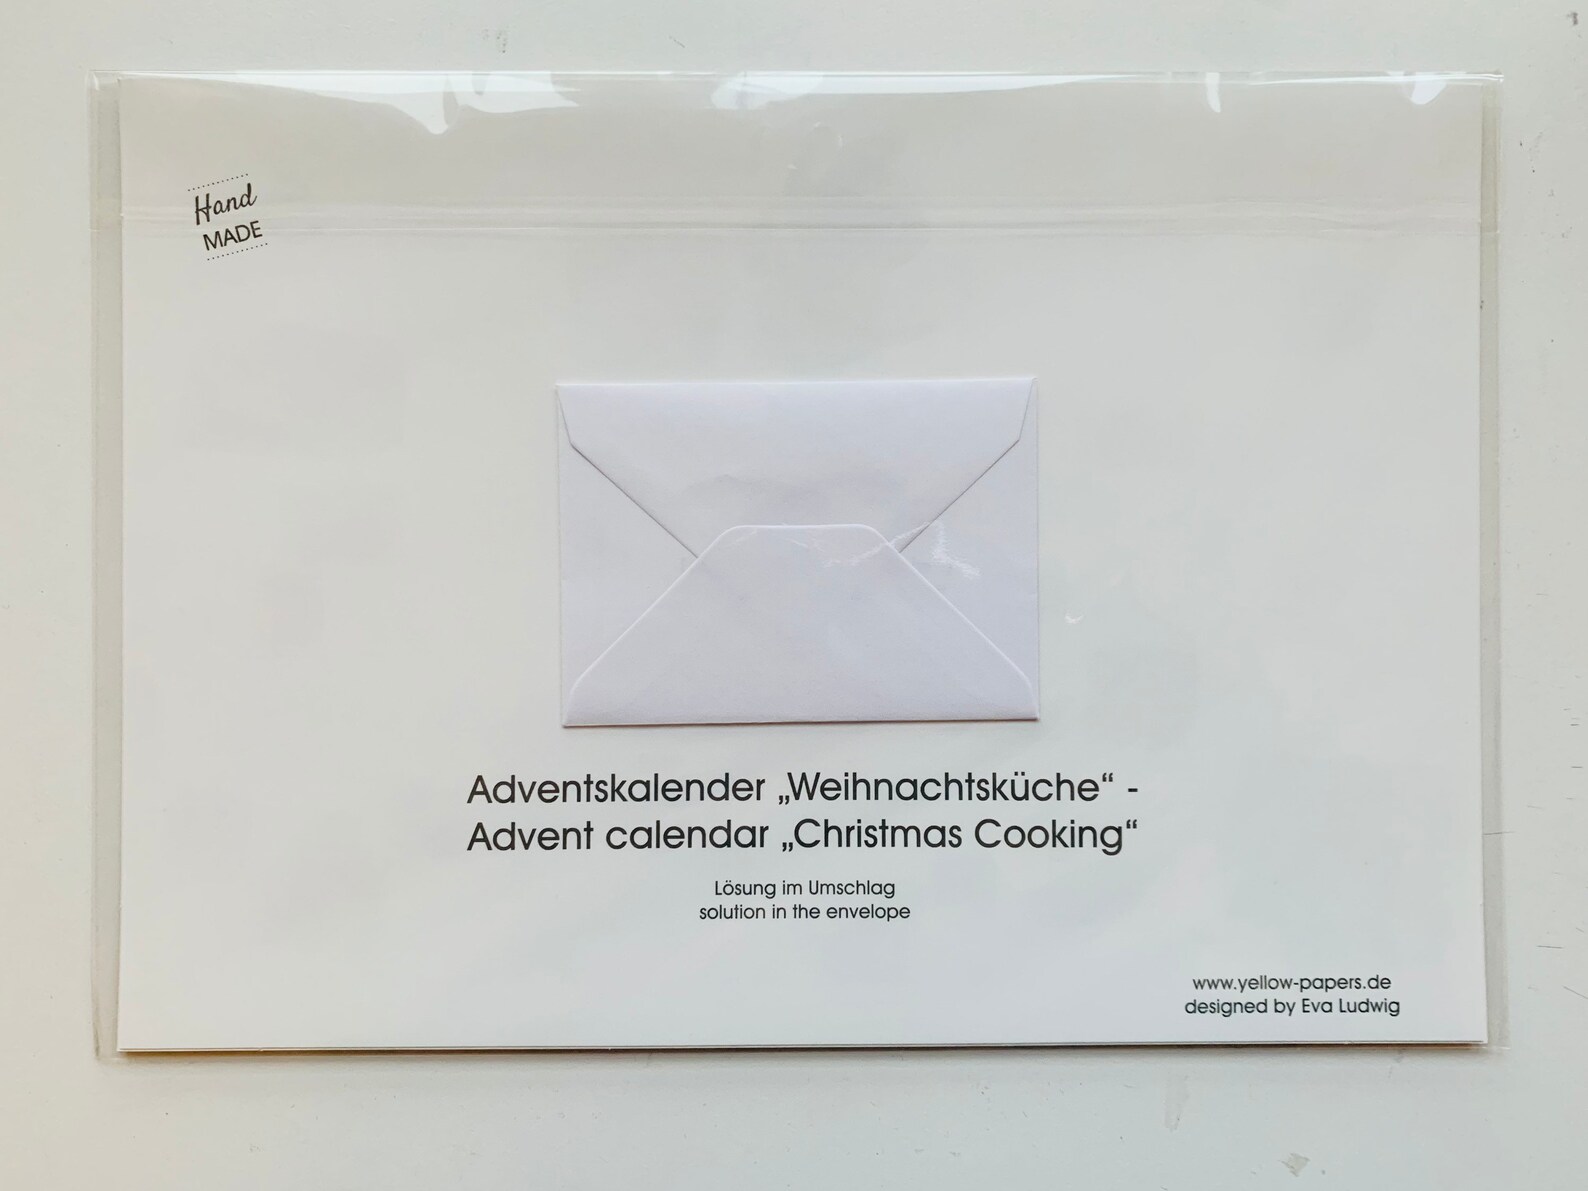 Hand
MADE
Adventskalender „Weihnachtsküche“ -
Advent calendar „Christmas Cooking“
Lösung im Umschlag
solution in the envelope
www.yellow-papers.de
designed by Eva Ludwig